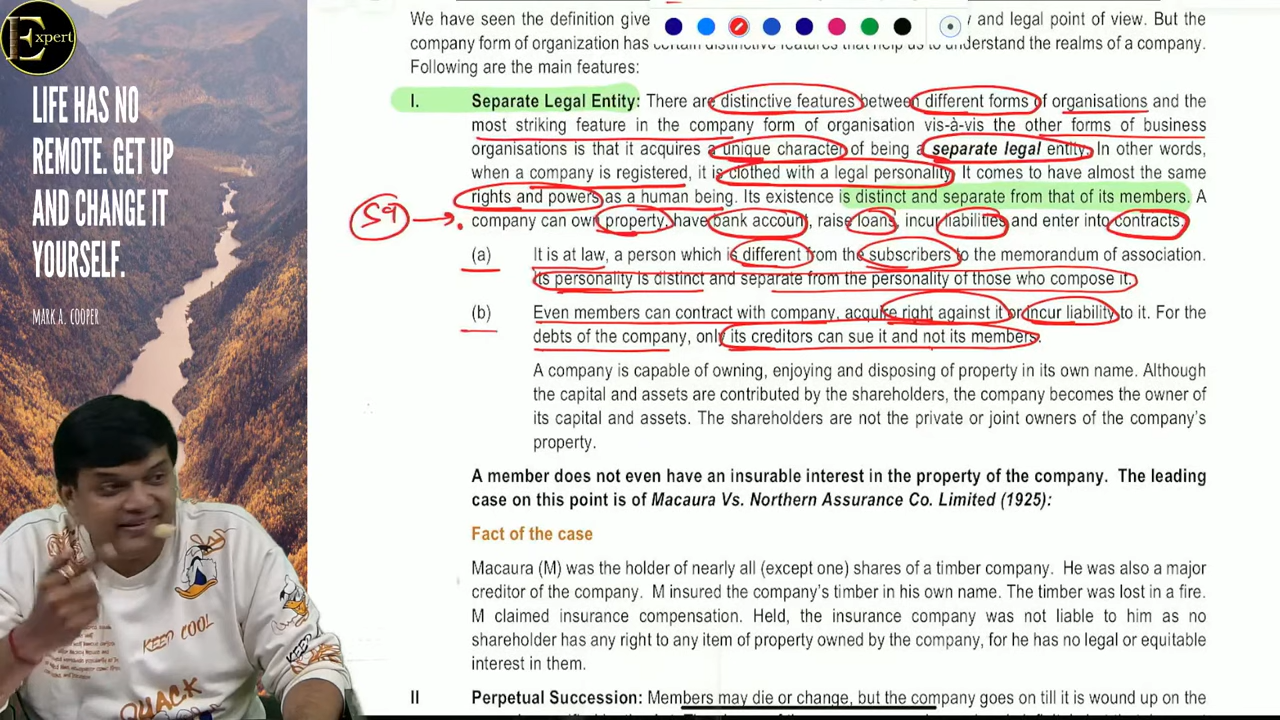 Expert
LIFE HAS NO
REMOTE. GET UP
AND CHANGE IT
YOURSELF.
MARK A. COOPER
We have seen the definition give y and legal point of view. But the
company form of organization has certain distinctive features that help us to understand the realms of a company.
Following are the main features:
I. Separate Legal Entity: There are distinctive features between different forms of organisations and the
most striking feature in the company form of organisation vis-à-vis the other forms of business
organisations is that it acquires a unique character of being a separate legal entity. In other words,
when a company is registered, it is clothed with a legal personality. It comes to have almost the same
rights and powers as a human being. Its existence is distinct and separate from that of its members. A
company can own property, have bank account, raise loans, incur liabilities and enter into contracts.
(a) It is at law, a person which is different from the subscribers to the memorandum of association.
Its personality is distinct and separate from the personality of those who compose it.
(b) Even members can contract with company, acquire right against it or incur liability to it. For the
debts of the company, only its creditors can sue it and not its members.
A company is capable of owning, enjoying and disposing of property in its own name. Although
the capital and assets are contributed by the shareholders, the company becomes the owner of
its capital and assets. The shareholders are not the private or joint owners of the company's
property.
A member does not even have an insurable interest in the property of the company. The leading
case on this point is of Macaura Vs. Northern Assurance Co. Limited (1925):
Fact of the case
Macaura (M) was the holder of nearly all (except one) shares of a timber company. He was also a major
creditor of the company. M insured the company's timber in his own name. The timber was lost in a fire.
M claimed insurance compensation. Held, the insurance company was not liable to him as no
shareholder has any right to any item of property owned by the company, for he has no legal or equitable
interest in them.
II Perpetual Succession: Members may die or change, but the company goes on till it is wound up on the
KEEP COOL
QUACK
KEEP